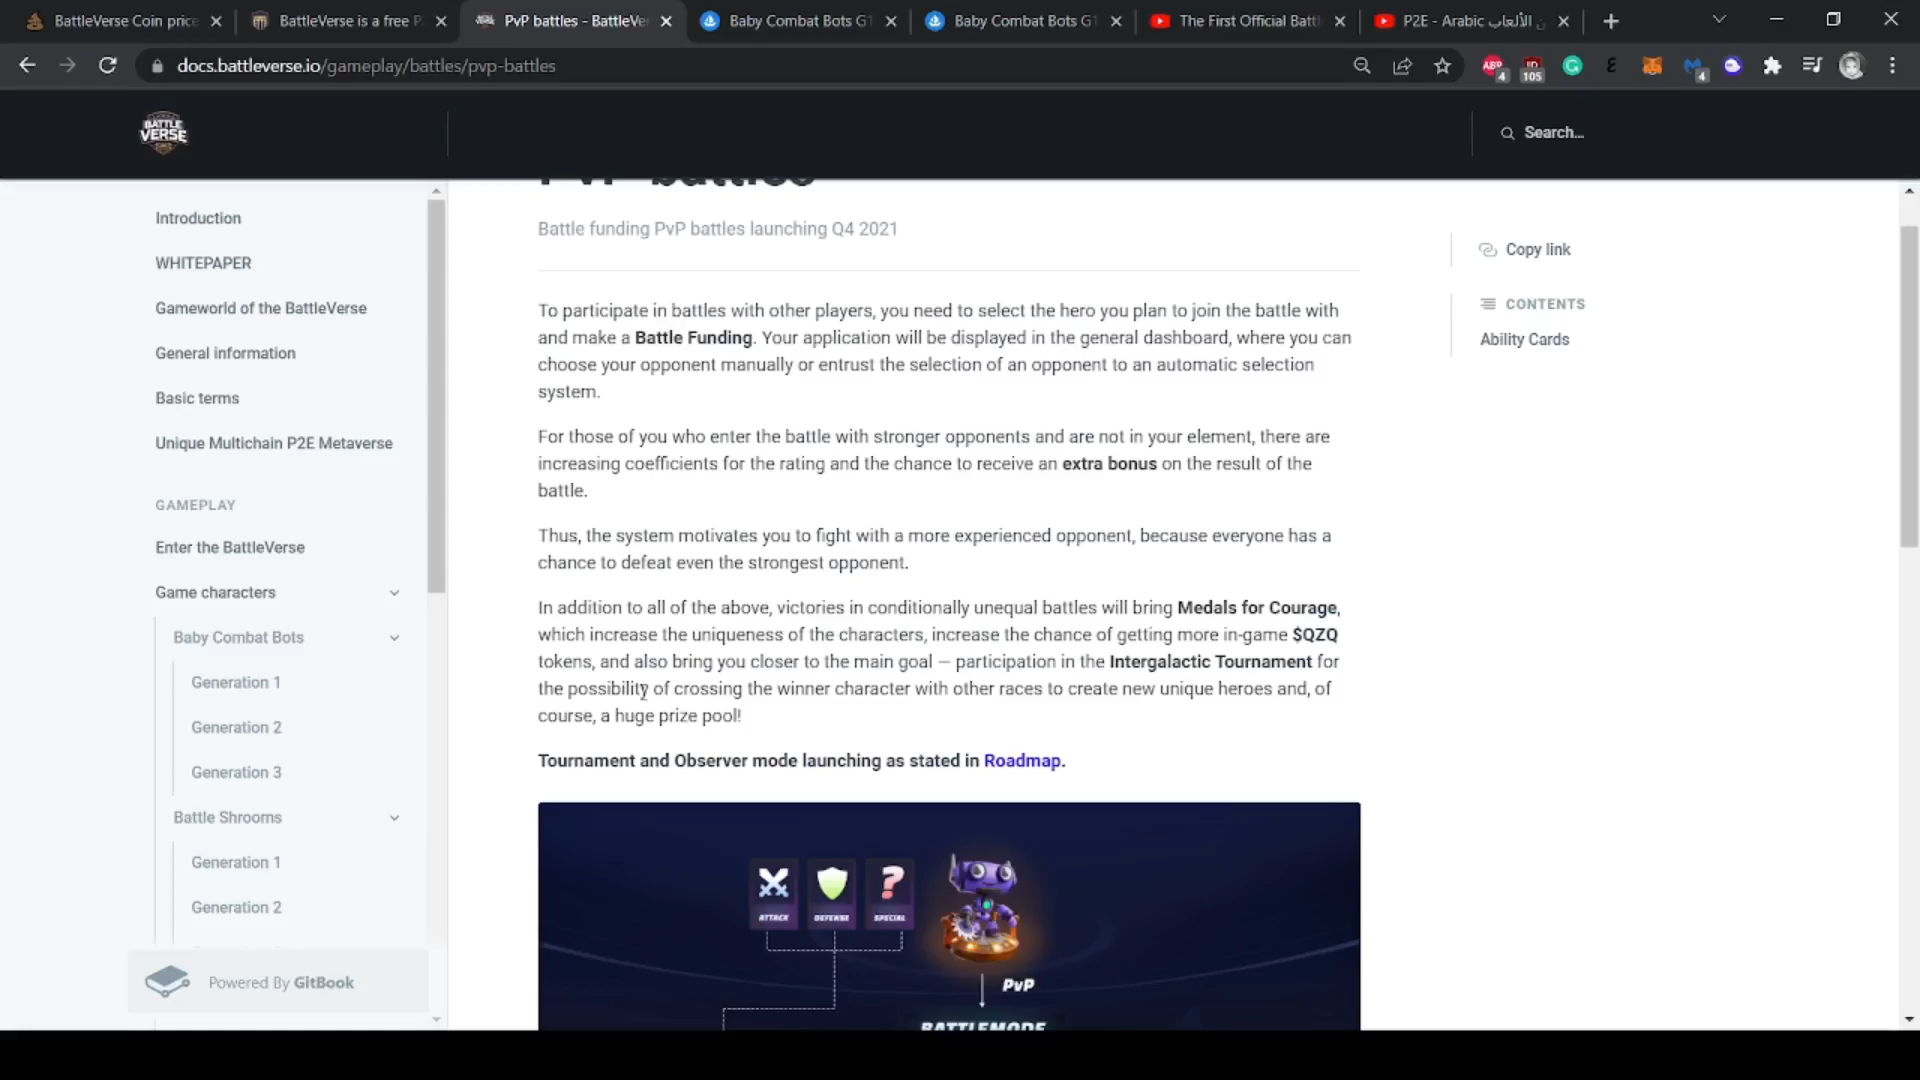 BattleVerse Coin price
BattleVerse is a free P
PvP battles - BattleVe
Baby Combat Bots G1
Baby Combat Bots G1
The First Official Battl
P2E - Arabic
docs.battleverse.io/gameplay/battles/pvp-battles
ABP
4
105
4
BATTLE
VERSE
Search...
Introduction
WHITEPAPER
Gameworld of the BattleVerse
General information
Basic terms
Unique Multichain P2E Metaverse
GAMEPLAY
Enter the BattleVerse
Game characters
Baby Combat Bots
Generation 1
Generation 2
Generation 3
Battle Shrooms
Generation 1
Generation 2
Powered By GitBook
PvP battles
Battle funding PvP battles launching Q4 2021
To participate in battles with other players, you need to select the hero you plan to join the battle with
and make a Battle Funding. Your application will be displayed in the general dashboard, where you can
choose your opponent manually or entrust the selection of an opponent to an automatic selection
system.
For those of you who enter the battle with stronger opponents and are not in your element, there are
increasing coefficients for the rating and the chance to receive an extra bonus on the result of the
battle.
Thus, the system motivates you to fight with a more experienced opponent, because everyone has a
chance to defeat even the strongest opponent.
In addition to all of the above, victories in conditionally unequal battles will bring Medals for Courage,
which increase the uniqueness of the characters, increase the chance of getting more in-game $QZQ
tokens, and also bring you closer to the main goal — participation in the Intergalactic Tournament for
the possibility of crossing the winner character with other races to create new unique heroes and, of
course, a huge prize pool!
Tournament and Observer mode launching as stated in Roadmap.
ATTACK
DEFENSE
SPECIAL
PvP
BATTLEMODE
Copy link
CONTENTS
Ability Cards